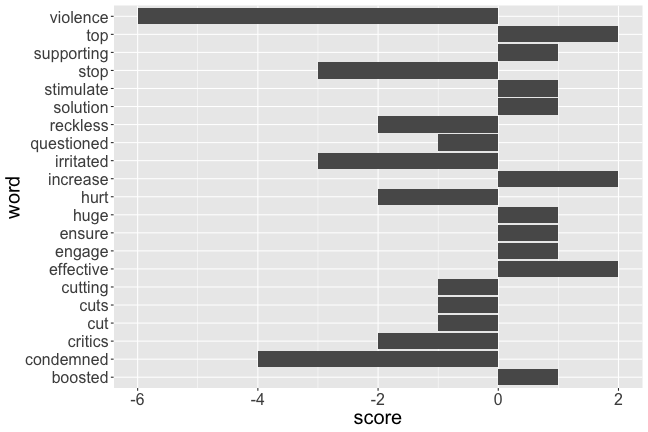 violence
top
supporting
stop
stimulate
solution
reckless
questioned
irritated
increase
hurt
huge
ensure
engage
effective
cutting
cuts
cut
critics
condemned
boosted
word
-6 -4 -2 0 2
score